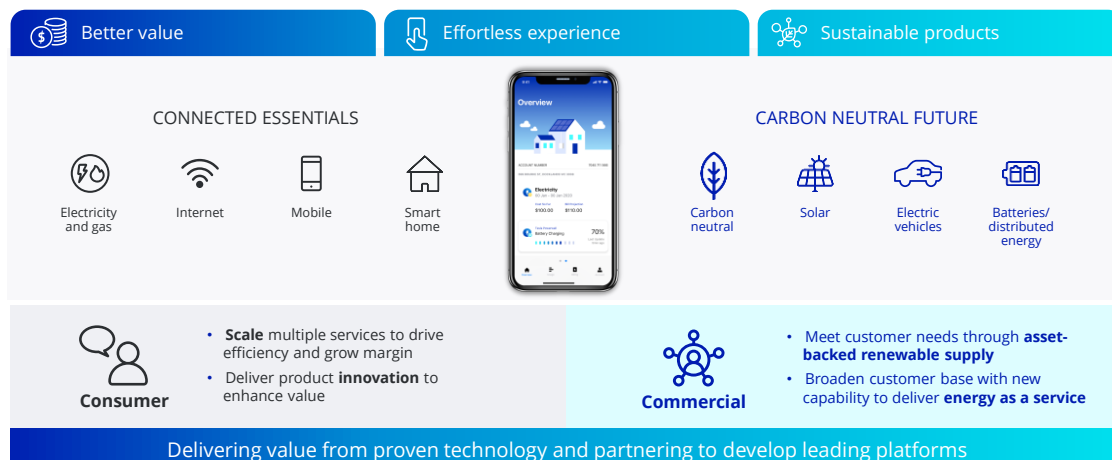 Better value
Effortless experience
Sustainable products
CONNECTED ESSENTIALS
Electricity
and gas
Internet
Mobile
Smart
home
Overview
ACCOUNT NUMBER
Electricity
$100.00
$110.00
Battery Charging
70%
CARBON NEUTRAL FUTURE
Carbon
neutral
Solar
Electric
vehicles
Batteries/
distributed
energy
Consumer
• Scale multiple services to drive
efficiency and grow margin
• Deliver product innovation to
enhance value
Commercial
• Meet customer needs through asset-
backed renewable supply
• Broaden customer base with new
capability to deliver energy as a service
Delivering value from proven technology and partnering to develop leading platforms